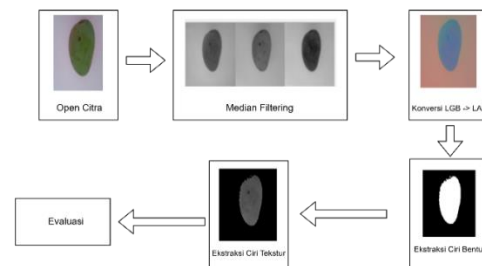 Open Citra
Median Filtering
Konversi LGB -> LA
Ekstraksi Ciri Bentu
Ekstraksi Ciri Tekstur
Evaluasi